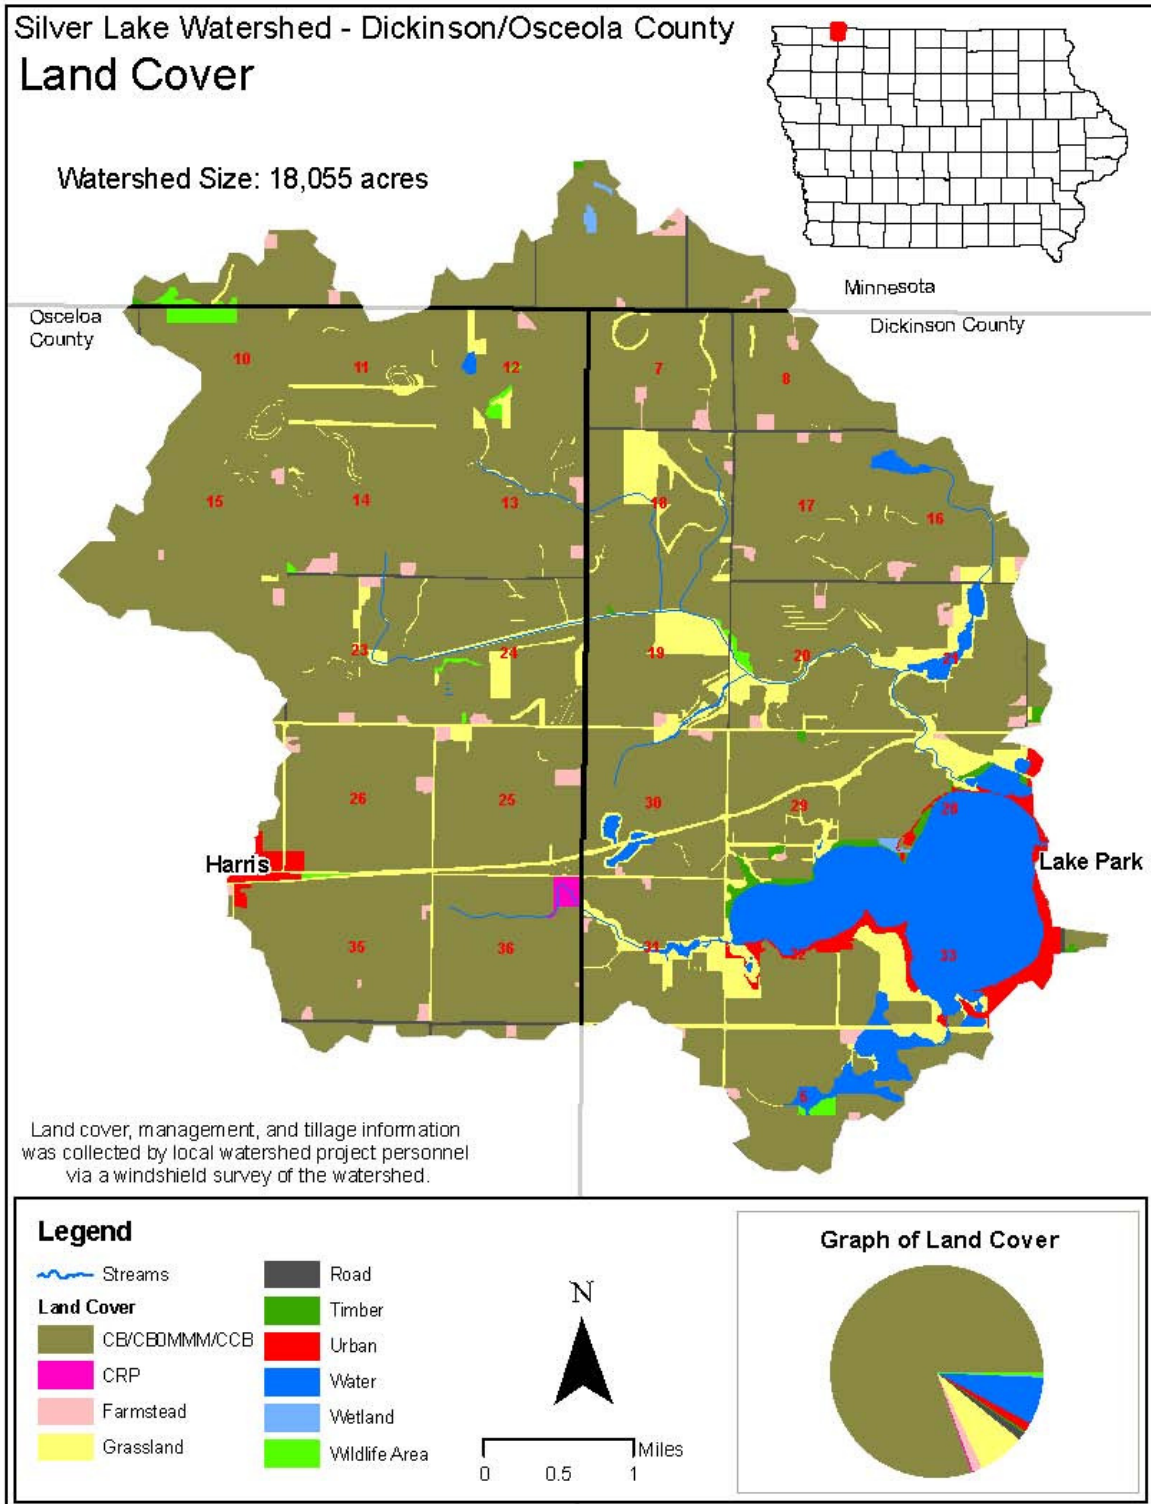 Silver Lake Watershed - Dickinson/Osceola County
Land Cover
Watershed Size: 18,055 acres
Minnesota
Osceloa
County
Dickinson County
10
11
12
7
8
15
14
13
18
17
16
23
24
19
20
21
26
25
30
29
28
Harris
Lake Park
35
36
31
32
33
5
Land cover, management, and tillage information
was collected by local watershed project personnel
via a windshield survey of the watershed.
Legend
Streams
Land Cover
CB/CB0MMM/CCB
CRP
Farmstead
Grassland
Road
Timber
Urban
Water
Wetland
Wildlife Area
N
Miles
0 0.5 1
Graph of Land Cover